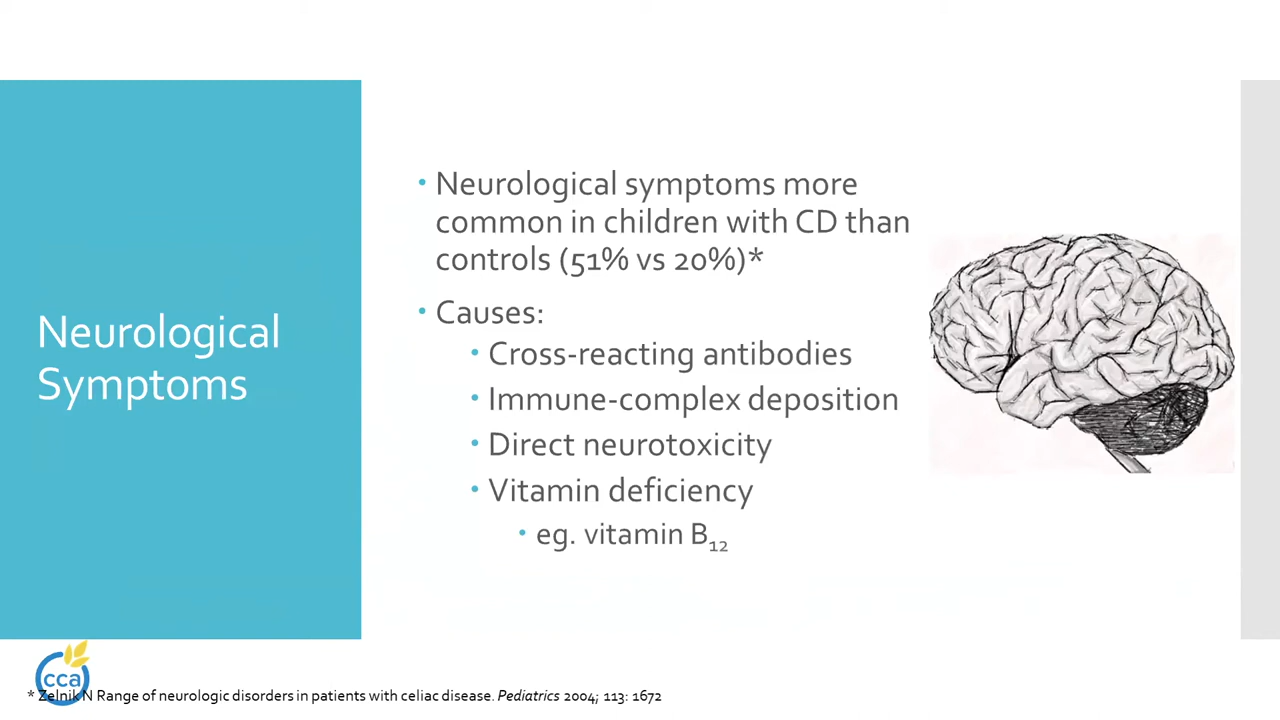 Neurological
Symptoms
• Neurological symptoms more
common in children with CD than
controls (51% vs 20%)*
• Causes:
• Cross-reacting antibodies
• Immune-complex deposition
• Direct neurotoxicity
• Vitamin deficiency
• eg. vitamin B12
cca
* Zelnik N Range of neurologic disorders in patients with celiac disease. Pediatrics 2004; 113: 1672